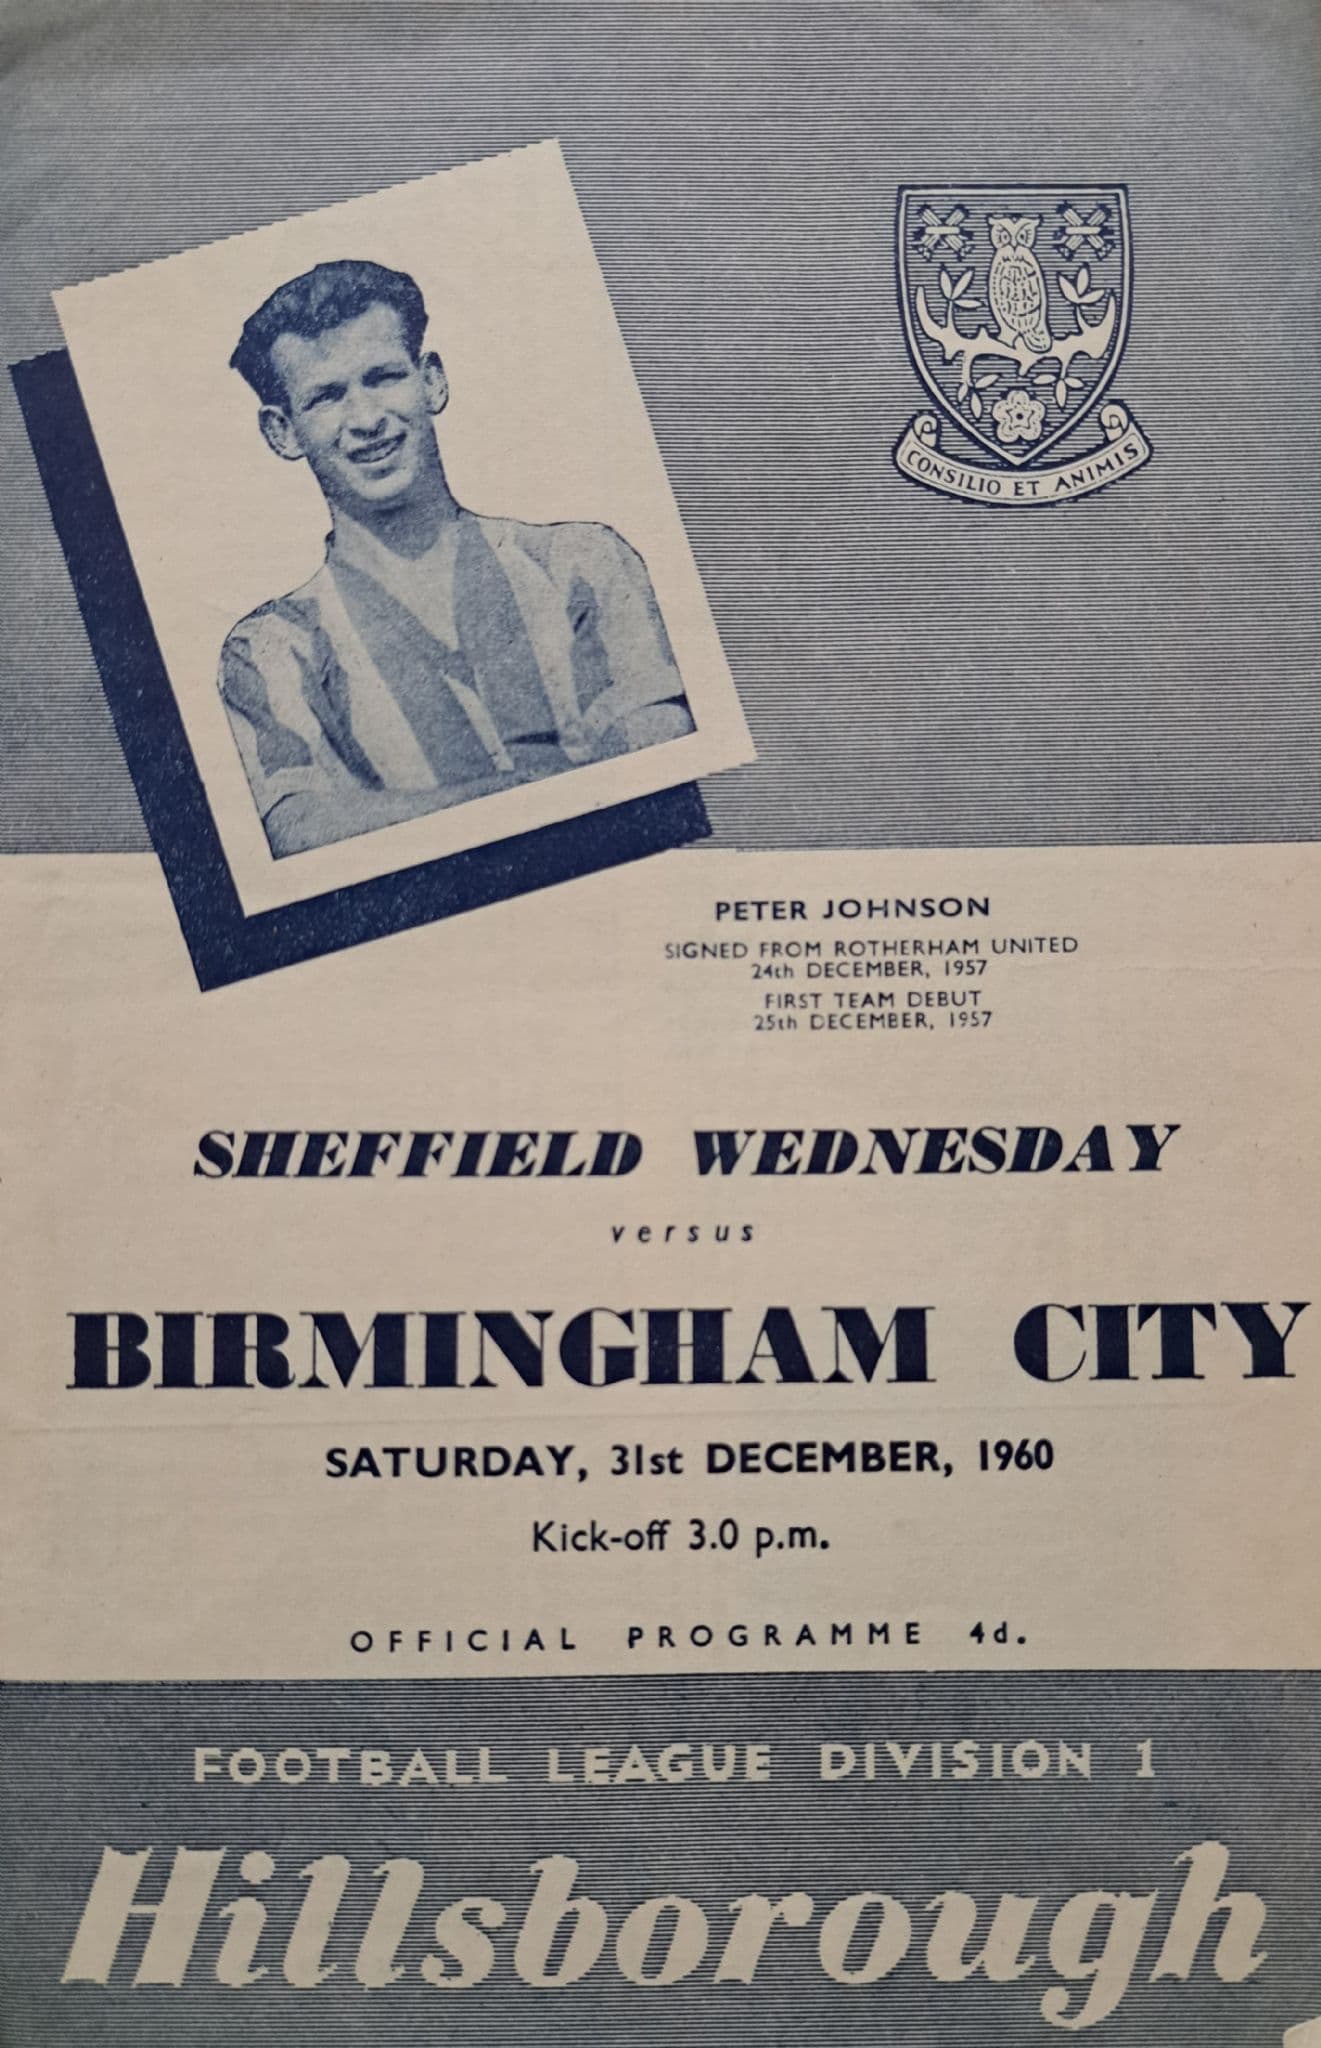 CONSILIO ET ANIMIS
PETER JOHNSON
SIGNED FROM ROTHERHAM UNITED
24th DECEMBER, 1957
FIRST TEAM DEBUT
25th DECEMBER, 1957
SHEFFIELD WEDNESDAY
versus
BIRMINGHAM CITY
SATURDAY, 31st DECEMBER, 1960
Kick-off 3.0 p.m.
OFFICIAL PROGRAMME 4d.
FOOTBALL LEAGUE DIVISION 1
Hillsborough